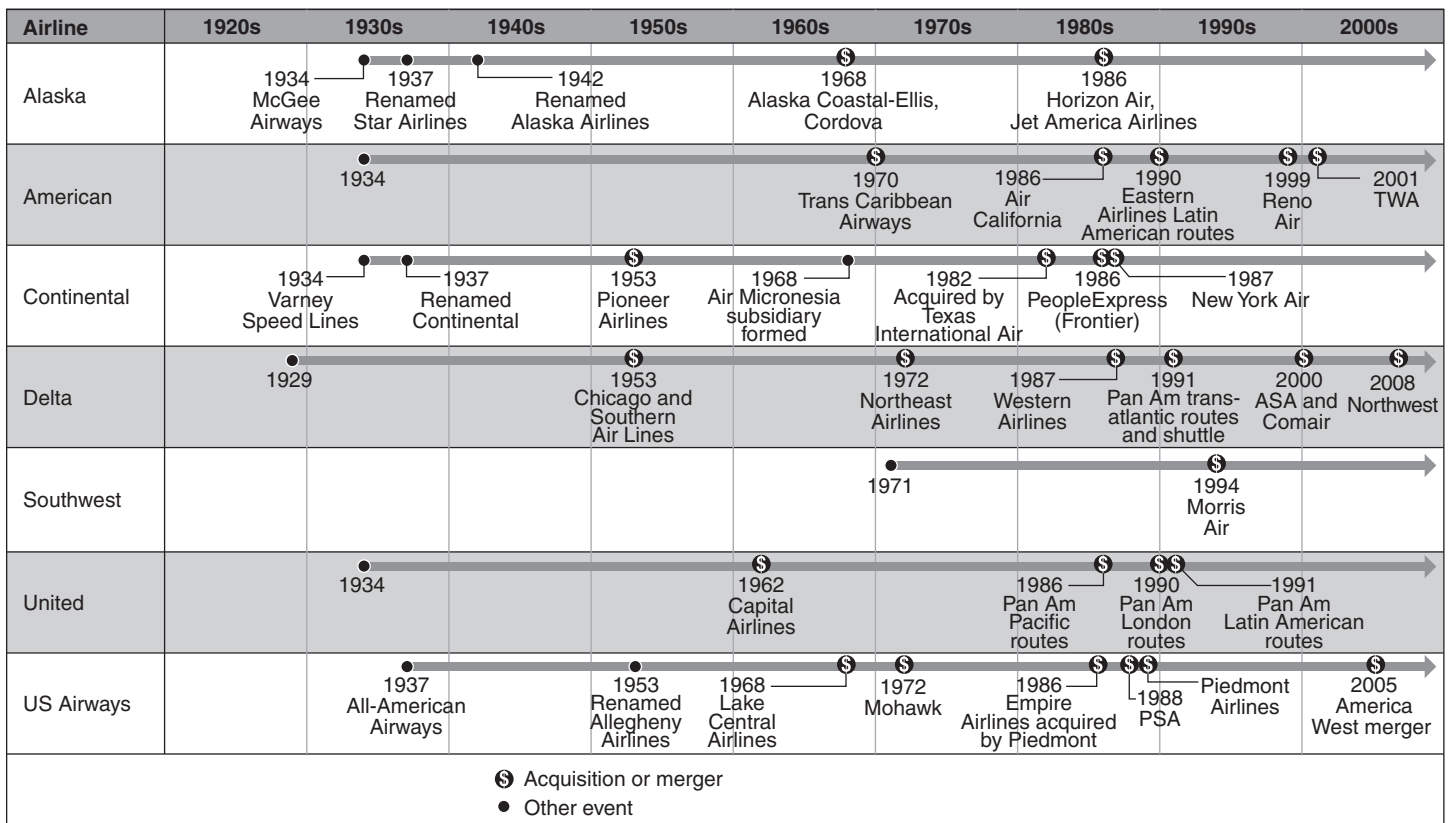 Airline 1920s 1930s 1940s 1950s 1960s 1970s 1980s 1990s 2000s
Alaska
1934
McGee
Airways
1937
Renamed
Star Airlines
1942
Renamed
Alaska Airlines
1968
Alaska Coastal-Ellis,
Cordova
1986
Horizon Air,
Jet America Airlines
American
1934
1970
Trans Caribbean
Airways
1986
Air
California
1990
Eastern
Airlines Latin
American routes
1999
Reno
Air
2001
TWA
Continental
1934
Varney
Speed Lines
1937
Renamed
Continental
1953
Pioneer
Airlines
1968
Air Micronesia
subsidiary
formed
1982
Acquired by
Texas
International Air
1986
PeopleExpress
(Frontier)
1987
New York Air
Delta
1929
1953
Chicago and
Southern
Air Lines
1972
Northeast
Airlines
1987
Western
Airlines
1991
Pan Am trans-
atlantic routes
and shuttle
2000
ASA and
Comair
2008
Northwest
Southwest
1971
1994
Morris
Air
United
1934
1962
Capital
Airlines
1986
Pan Am
Pacific
routes
1990
Pan Am
London
routes
1991
Pan Am
Latin American
routes
US Airways
1937
All-American
Airways
1953
Renamed
Allegheny
Airlines
1968
Lake
Central
Airlines
1972
Mohawk
1986
Empire
Airlines acquired
by Piedmont
1988
PSA
Piedmont
Airlines
2005
America
West merger
$ Acquisition or merger
Other event